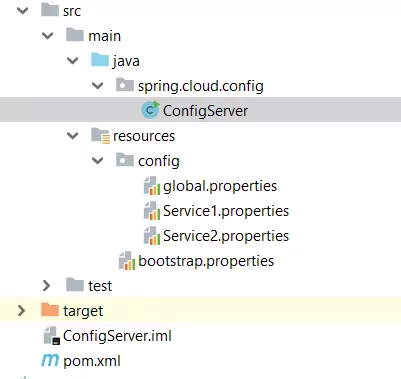 src
main
java
spring.cloud.config
ConfigServer
resources
config
global.properties
Service1.properties
Service2.properties
bootstrap.properties
test
target
ConfigServer.iml
pom.xml